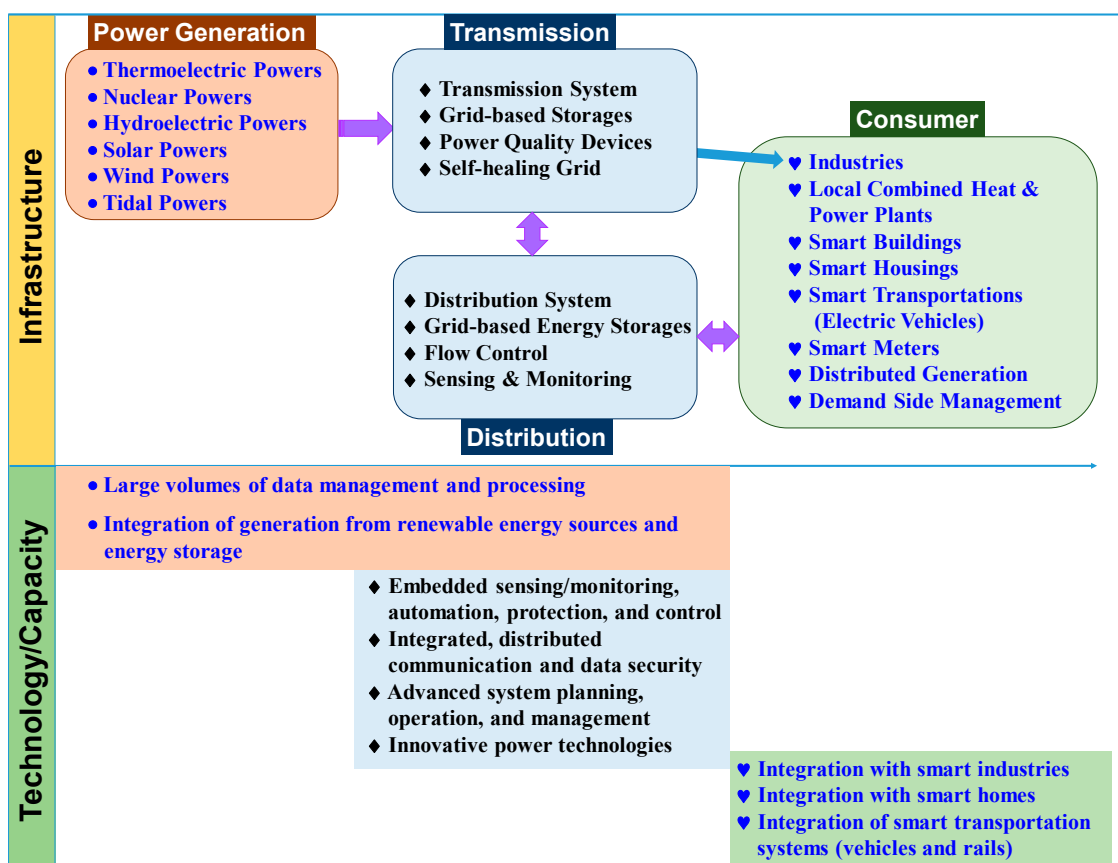 Infrastructure
Power Generation
• Thermoelectric Powers
• Nuclear Powers
• Hydroelectric Powers
• Solar Powers
• Wind Powers
• Tidal Powers
Transmission
♦ Transmission System
♦ Grid-based Storages
♦ Power Quality Devices
♦ Self-healing Grid
♦ Distribution System
♦ Grid-based Energy Storages
♦ Flow Control
♦ Sensing & Monitoring
Distribution
Consumer
♥ Industries
♥ Local Combined Heat &
Power Plants
♥ Smart Buildings
♥ Smart Housings
♥ Smart Transportations
(Electric Vehicles)
♥ Smart Meters
♥ Distributed Generation
♥ Demand Side Management
Technology/Capacity
• Large volumes of data management and processing
• Integration of generation from renewable energy sources and
energy storage
♦ Embedded sensing/monitoring,
automation, protection, and control
♦ Integrated, distributed
communication and data security
♦ Advanced system planning,
operation, and management
♦ Innovative power technologies
♥ Integration with smart industries
♥ Integration with smart homes
♥ Integration of smart transportation
systems (vehicles and rails)